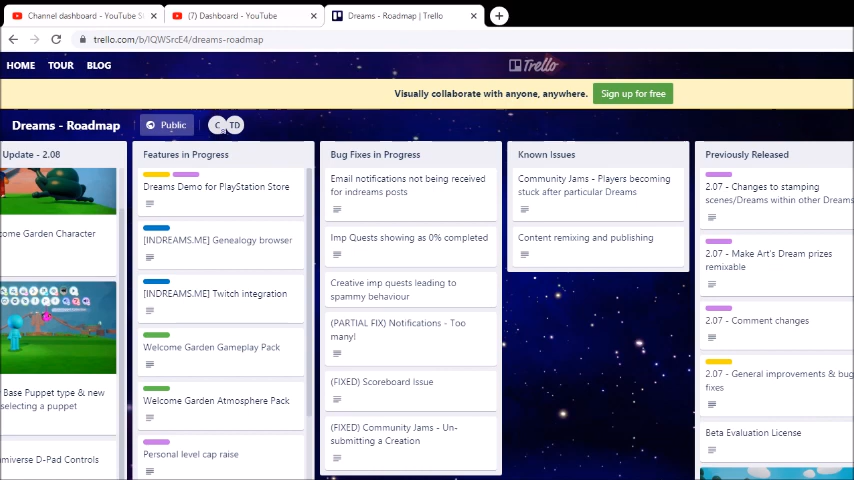 Channel dashboard - YouTube S
(7) Dashboard - YouTube
Dreams - Roadmap | Trello
trello.com/b/IQWSrcE4/dreams-roadmap
HOME
TOUR
BLOG
Trello
Visually collaborate with anyone, anywhere.
Sign up for free
Dreams - Roadmap
Public
C
TD
Update - 2.08
come Garden Character
Base Puppet type & new
selecting a puppet
amiverse D-Pad Controls
Features in Progress
Dreams Demo for PlayStation Store
[INDREAMS.ME] Genealogy browser
[INDREAMS.ME] Twitch integration
Welcome Garden Gameplay Pack
Welcome Garden Atmosphere Pack
Personal level cap raise
Bug Fixes in Progress
Email notifications not being received
for indreams posts
Imp Quests showing as 0% completed
Creative imp quests leading to
spammy behaviour
(PARTIAL FIX) Notifications - Too
many!
(FIXED) Scoreboard Issue
(FIXED) Community Jams - Un-
submitting a Creation
Known Issues
Community Jams - Players becoming
stuck after particular Dreams
Content remixing and publishing
Previously Released
2.07 - Changes to stamping
scenes/Dreams within other Dreams
2.07 - Make Art's Dream prizes
remixable
2.07 - Comment changes
2.07 - General improvements & bug
fixes
Beta Evaluation License